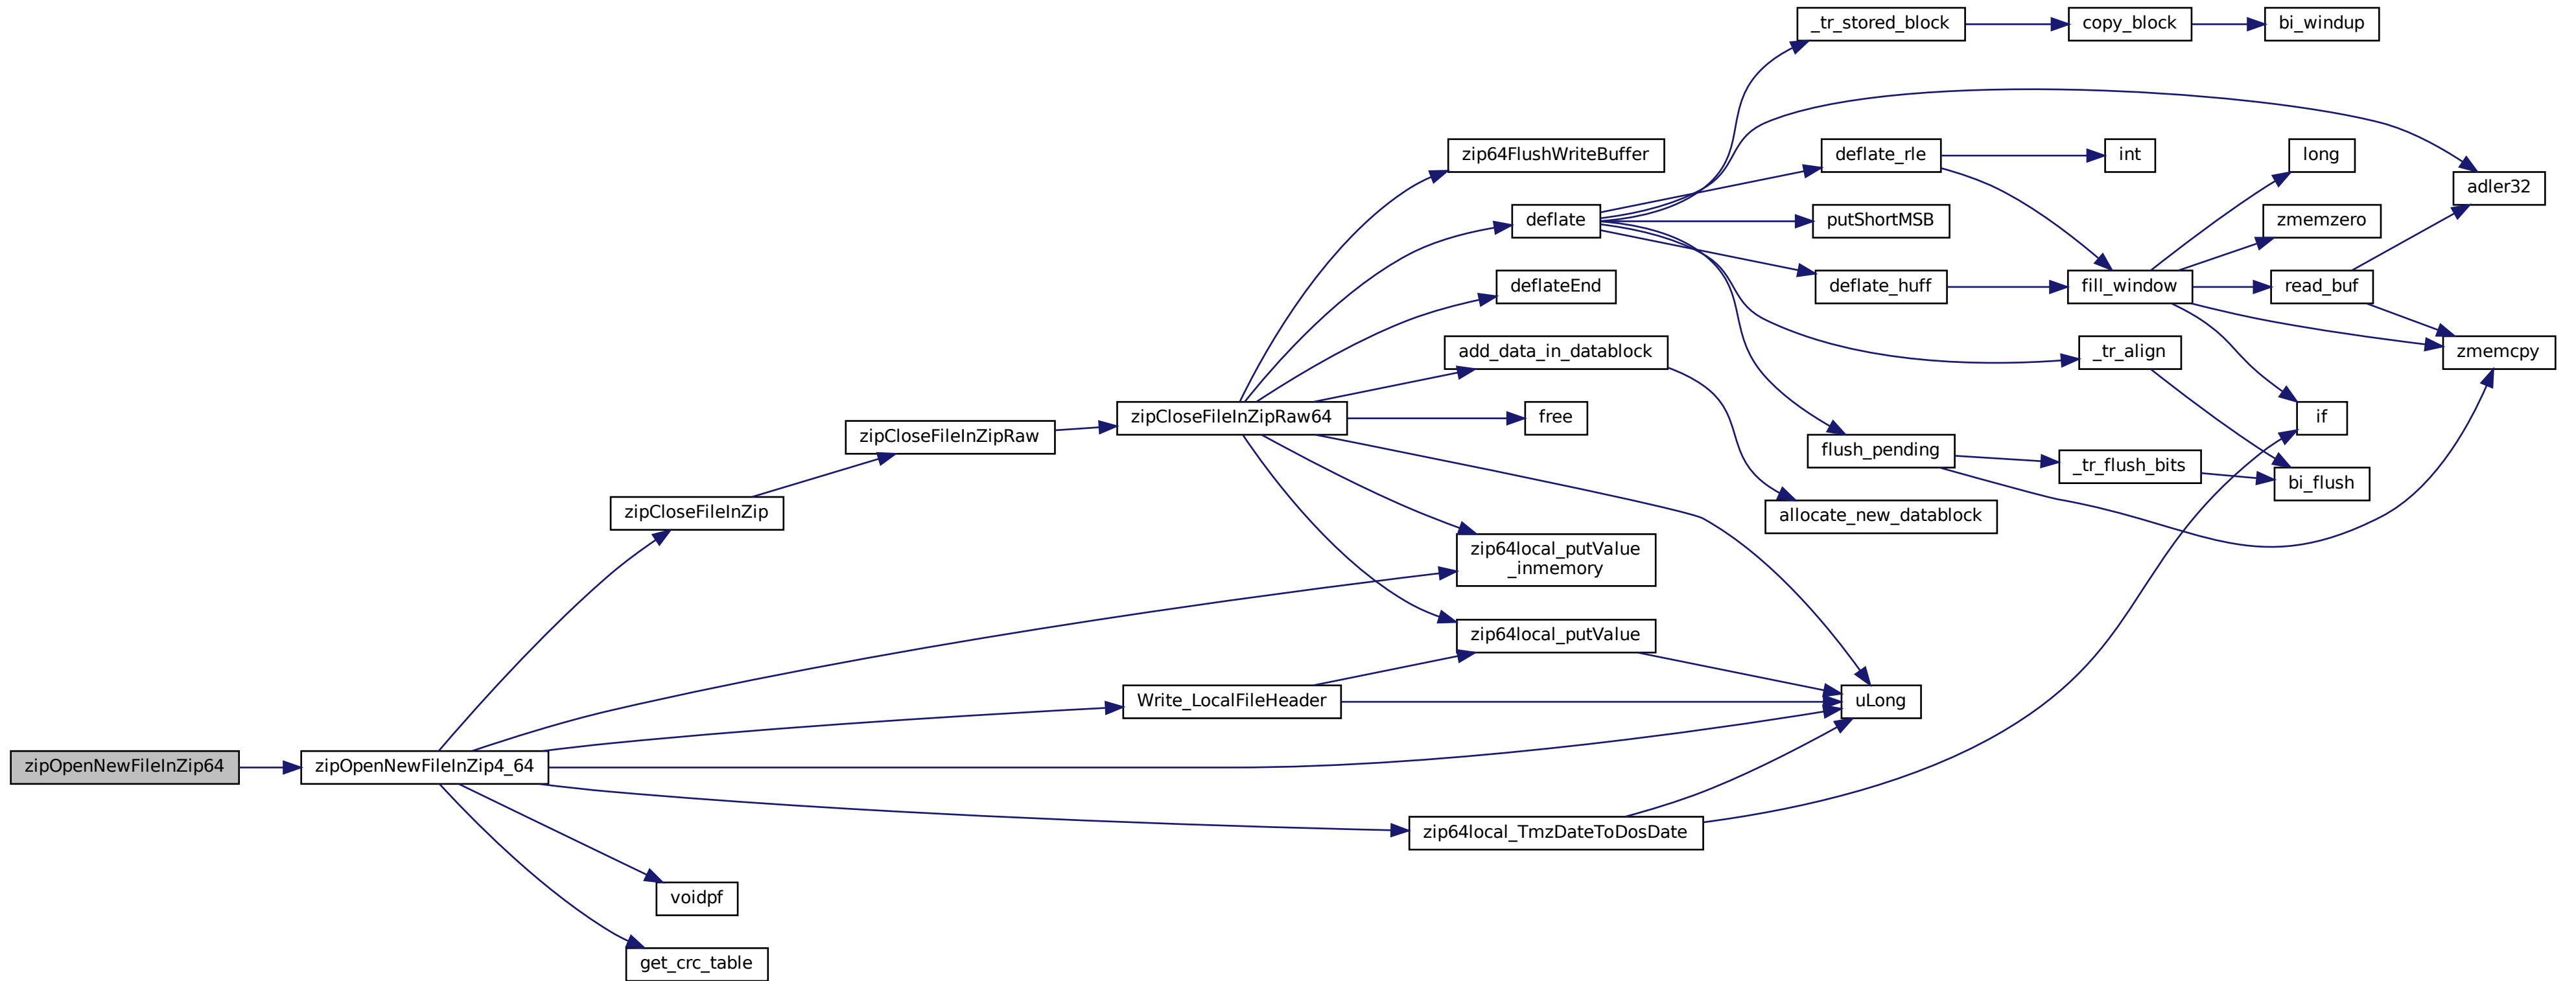 _tr_stored_block
copy_block
bi_windup
zip64FlushWriteBuffer
deflate_rle
int
long
adler32
deflate
putShortMSB
zmemzero
deflateEnd
deflate_huff
fill_window
read_buf
add_data_in_datablock
_tr_align
zmemcpy
zipCloseFileInZipRaw
zipCloseFileInZipRaw64
free
if
flush_pending
_tr_flush_bits
bi_flush
zipCloseFileInZip
allocate_new_datablock
zip64local_putValue
_inmemory
zip64local_putValue
Write_LocalFileHeader
uLong
zipOpenNewFileInZip64
zipOpenNewFileInZip4_64
zip64local_TmzDateToDosDate
voidpf
get_crc_table